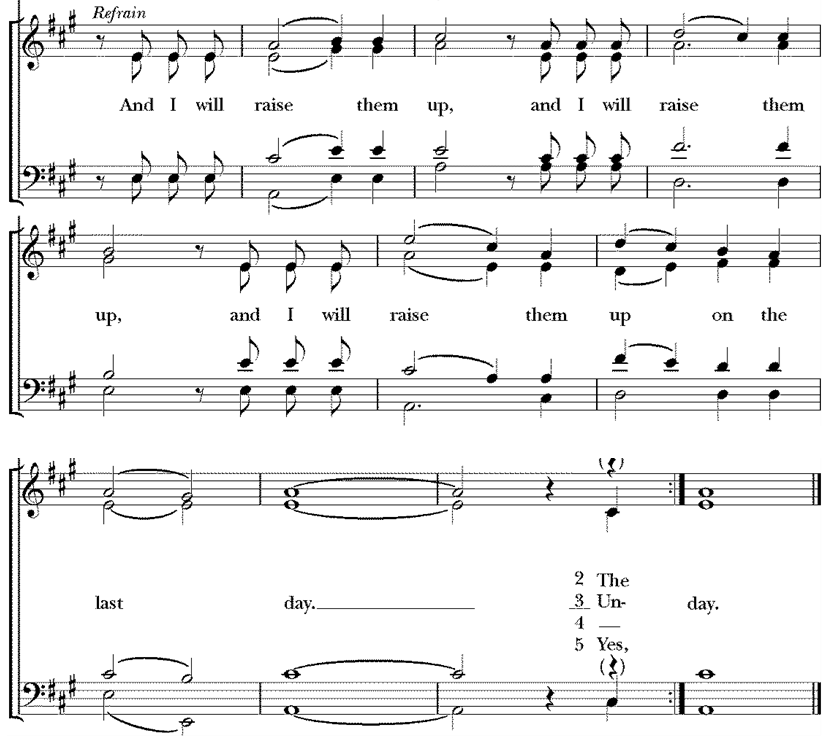 Refrain
And I will raise them up, and I will raise them
up, and I will raise them up on the
2 The
last day. 3 Un- day.
4 —
5 Yes,